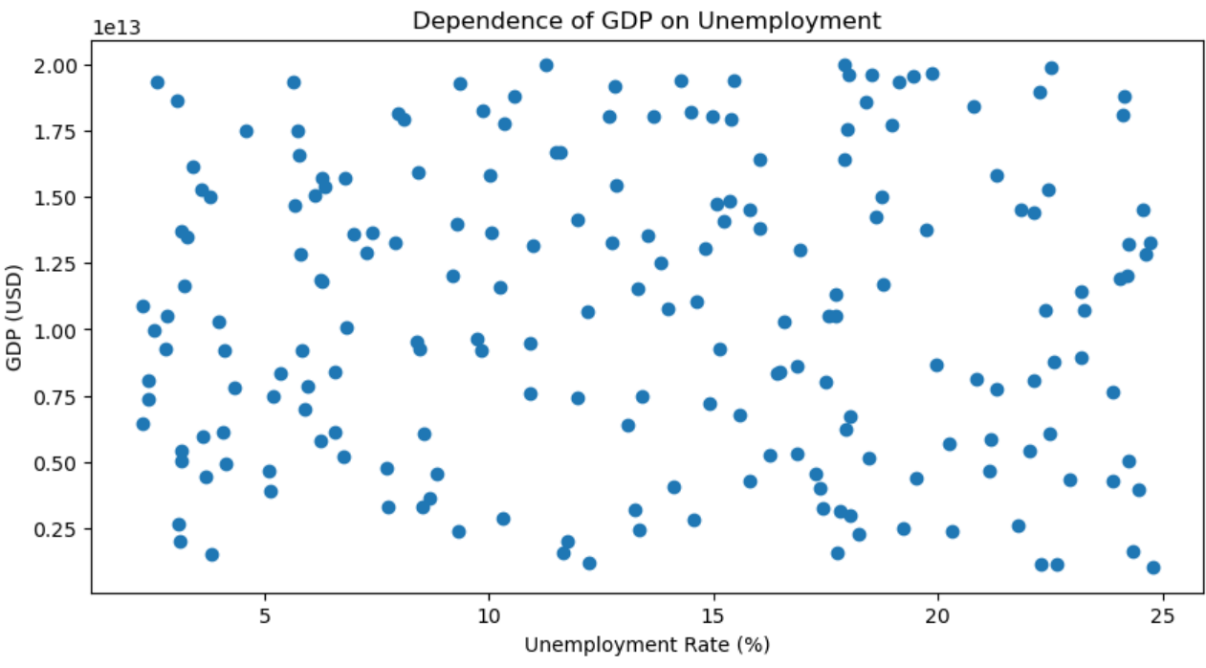 Dependence of GDP on Unemployment
1e13
2.00
1.75
1.50
1.25
1.00
0.75
0.50
0.25
GDP (USD)
5 10 15 20 25
Unemployment Rate (%)